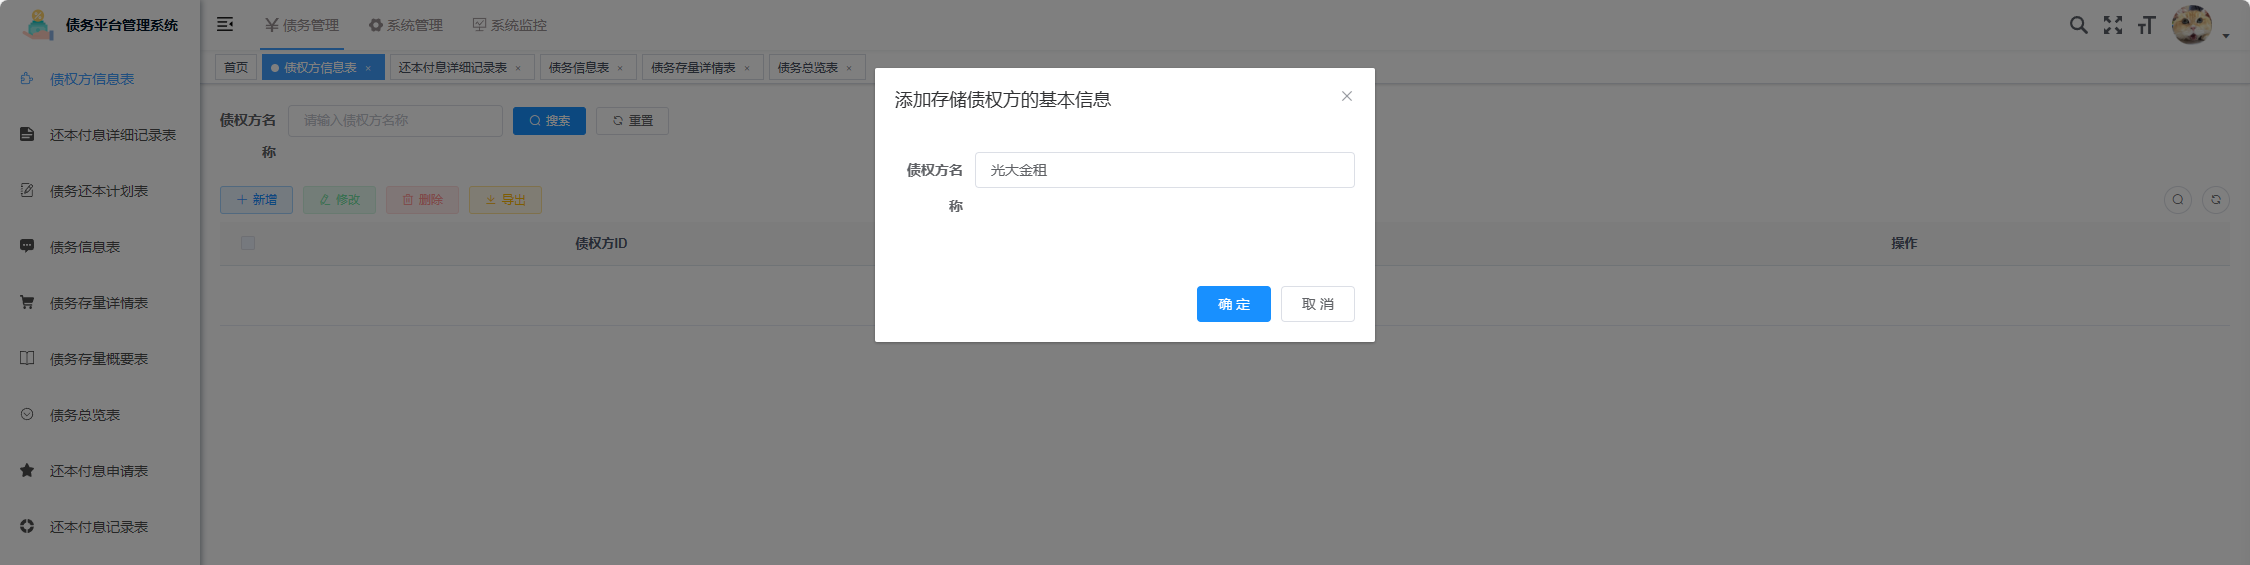 债务平台管理系统
债务管理
系统管理
系统监控
首页
债权方信息表 ×
还本付息详细记录表 ×
债务信息表 ×
债务存量详情表 ×
债务总览表 ×
债权方信息表
还本付息详细记录表
债务还本计划表
债务信息表
债务存量详情表
债务存量概要表
债务总览表
还本付息申请表
还本付息记录表
债权方名
称
请输入债权方名称
搜索
重置
+ 新增
修改
删除
导出
债权方ID
操作
添加存储债权方的基本信息
债权方名
称
光大金租
确 定
取 消